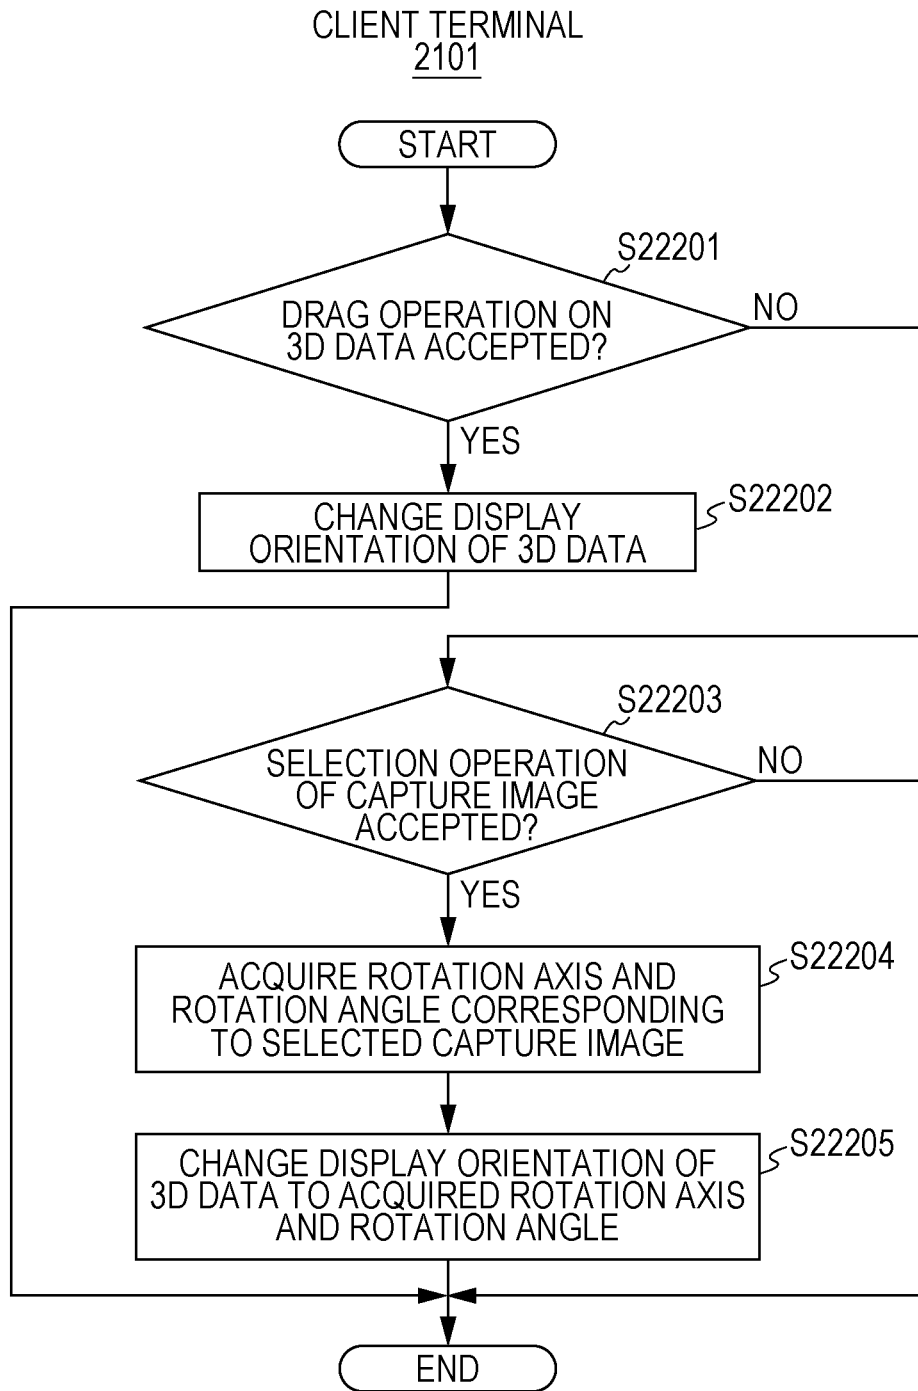 CLIENT TERMINAL
2101
START
S22201
DRAG OPERATION ON
3D DATA ACCEPTED?
NO
YES
S22202
CHANGE DISPLAY
ORIENTATION OF 3D DATA
S22203
SELECTION OPERATION
OF CAPTURE IMAGE
ACCEPTED?
NO
YES
S22204
ACQUIRE ROTATION AXIS AND
ROTATION ANGLE CORRESPONDING
TO SELECTED CAPTURE IMAGE
S22205
CHANGE DISPLAY ORIENTATION OF
3D DATA TO ACQUIRED ROTATION AXIS
AND ROTATION ANGLE
END